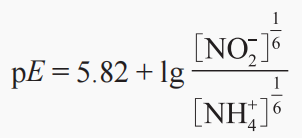 pE = 5.82 + lg [NO₂⁻]^(1/6) / [NH₄⁺]^(1/6)